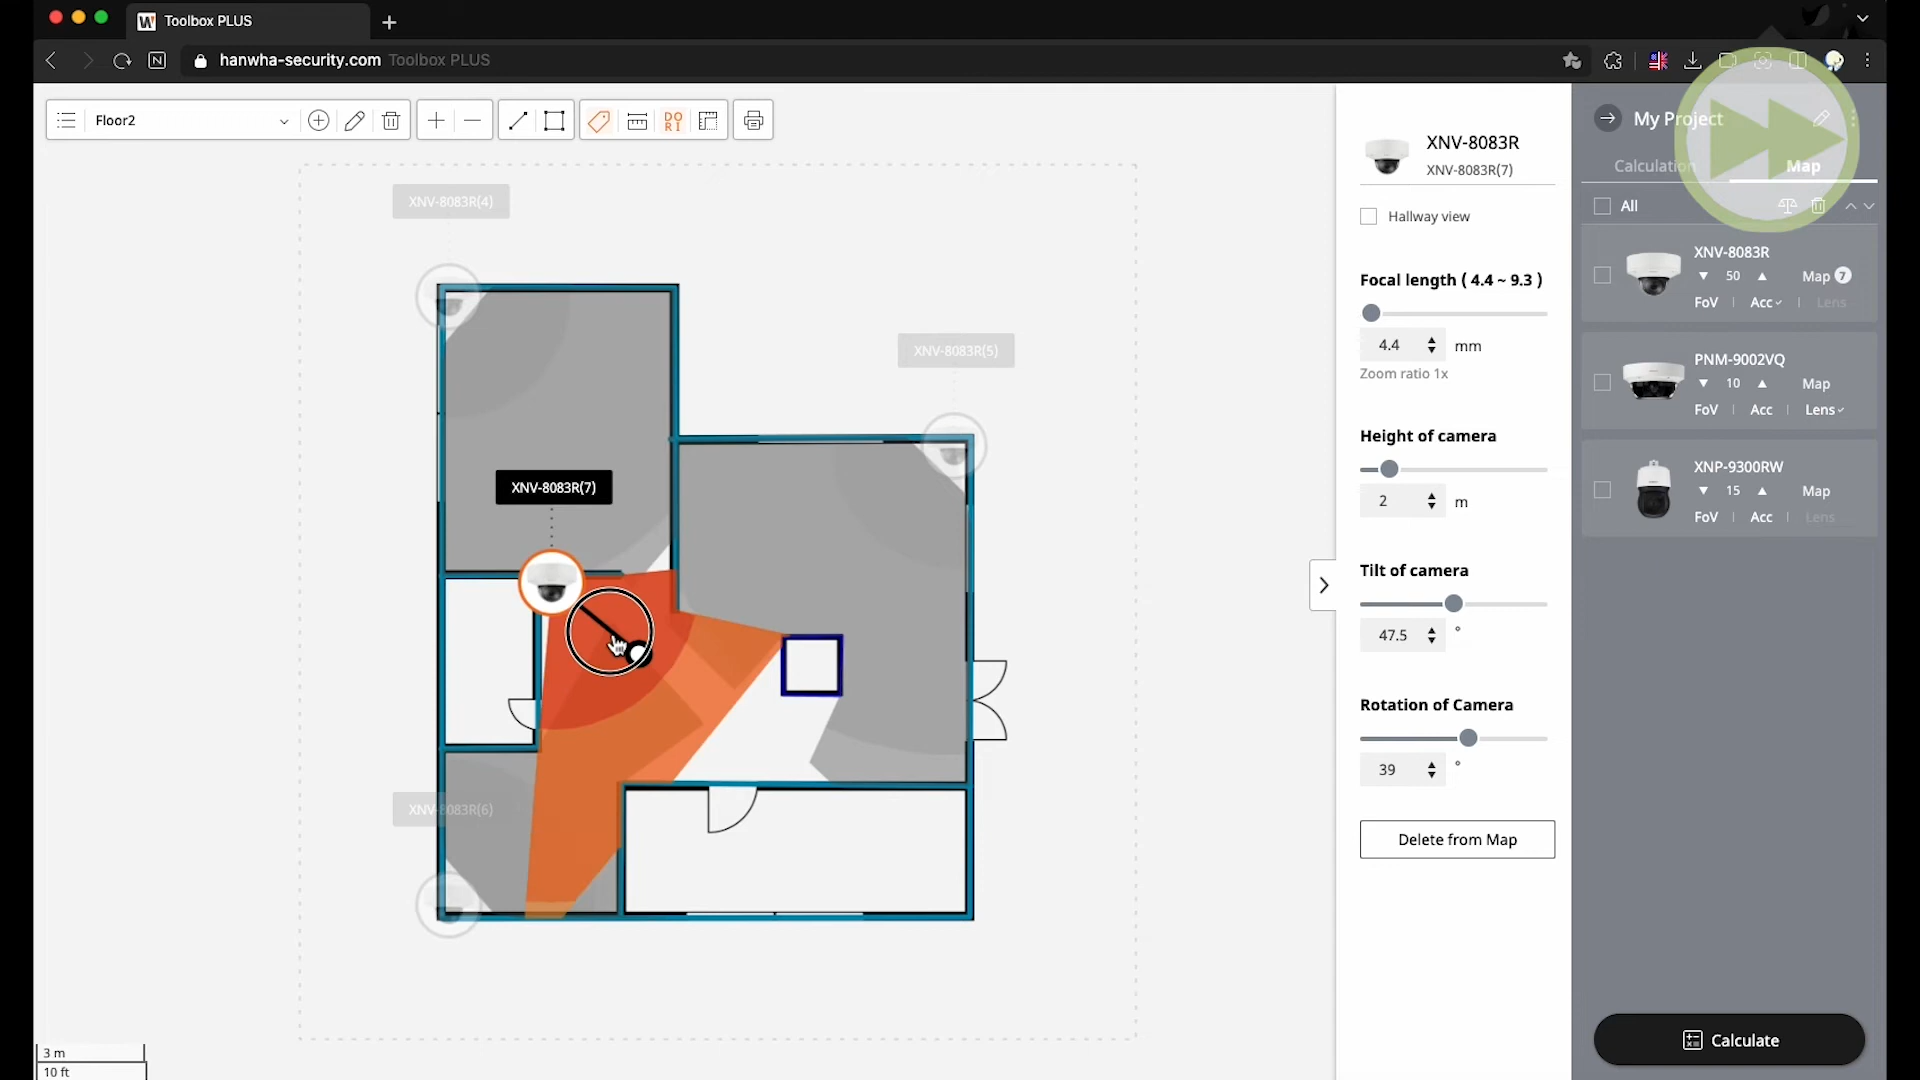 Toolbox PLUS
hanwha-security.com Toolbox PLUS
Floor2
DO
RI
XNV-8083R(4)
XNV-8083R(5)
XNV-8083R(7)
XNV-8083R(6)
3 m
10 ft
XNV-8083R
XNV-8083R(7)
Hallway view
Focal length ( 4.4 ~ 9.3 )
4.4 mm
Zoom ratio 1x
Height of camera
2 m
Tilt of camera
47.5 °
Rotation of Camera
39 °
Delete from Map
My Project
Calculation Map
All
XNV-8083R
50 Map 7
FoV Acc Lens
PNM-9002VQ
10 Map
FoV Acc Lens
XNP-9300RW
15 Map
FoV Acc Lens
Calculate